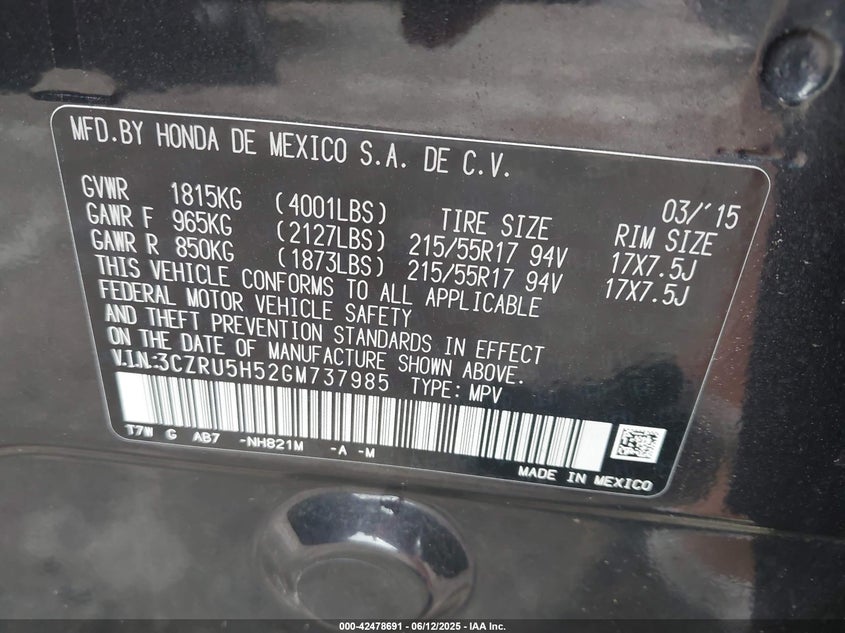 MFD.BY HONDA DE MEXICO S.A. DE C.V.
03/'15
GVWR 1815KG (4001LBS) TIRE SIZE RIM SIZE
GAWR F 965KG (2127LBS) 215/55R17 94V 17X7.5J
GAWR R 850KG (1873LBS) 215/55R17 94V 17X7.5J
THIS VEHICLE CONFORMS TO ALL APPLICABLE
FEDERAL MOTOR VEHICLE SAFETY
AND THEFT PREVENTION STANDARDS IN EFFECT
ON THE DATE OF MANUFACTURE SHOWN ABOVE.
V.I.N:3CZRU5H52GM737985 TYPE: MPV
T7W G AB7 -NH821M -A -M
MADE IN MEXICO
000-42478691 - 06/12/2025 - IAA Inc.